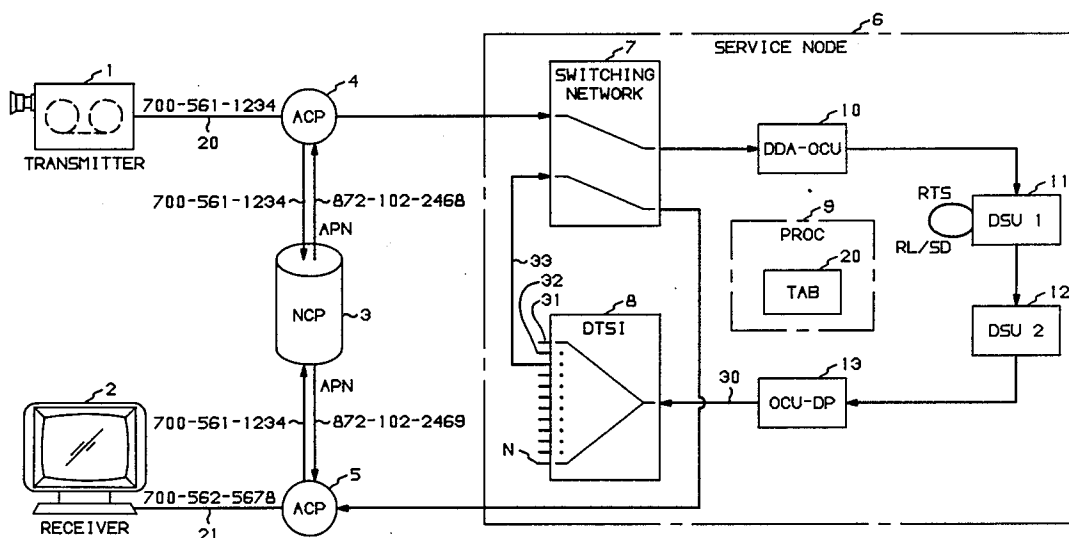 6
SERVICE NODE
7
SWITCHING
NETWORK
1
4
700-561-1234
ACP
20
TRANSMITTER
10
DDA-OCU
11
RTS
DSU 1
RL/SD
700-561-1234
872-102-2468
APN
9
PROC
20
TAB
33
32
31
8
DTSI
12
DSU 2
NCP
3
13
OCU-DP
30
2
APN
700-561-1234
872-102-2469
N
5
700-562-5678
ACP
21
RECEIVER